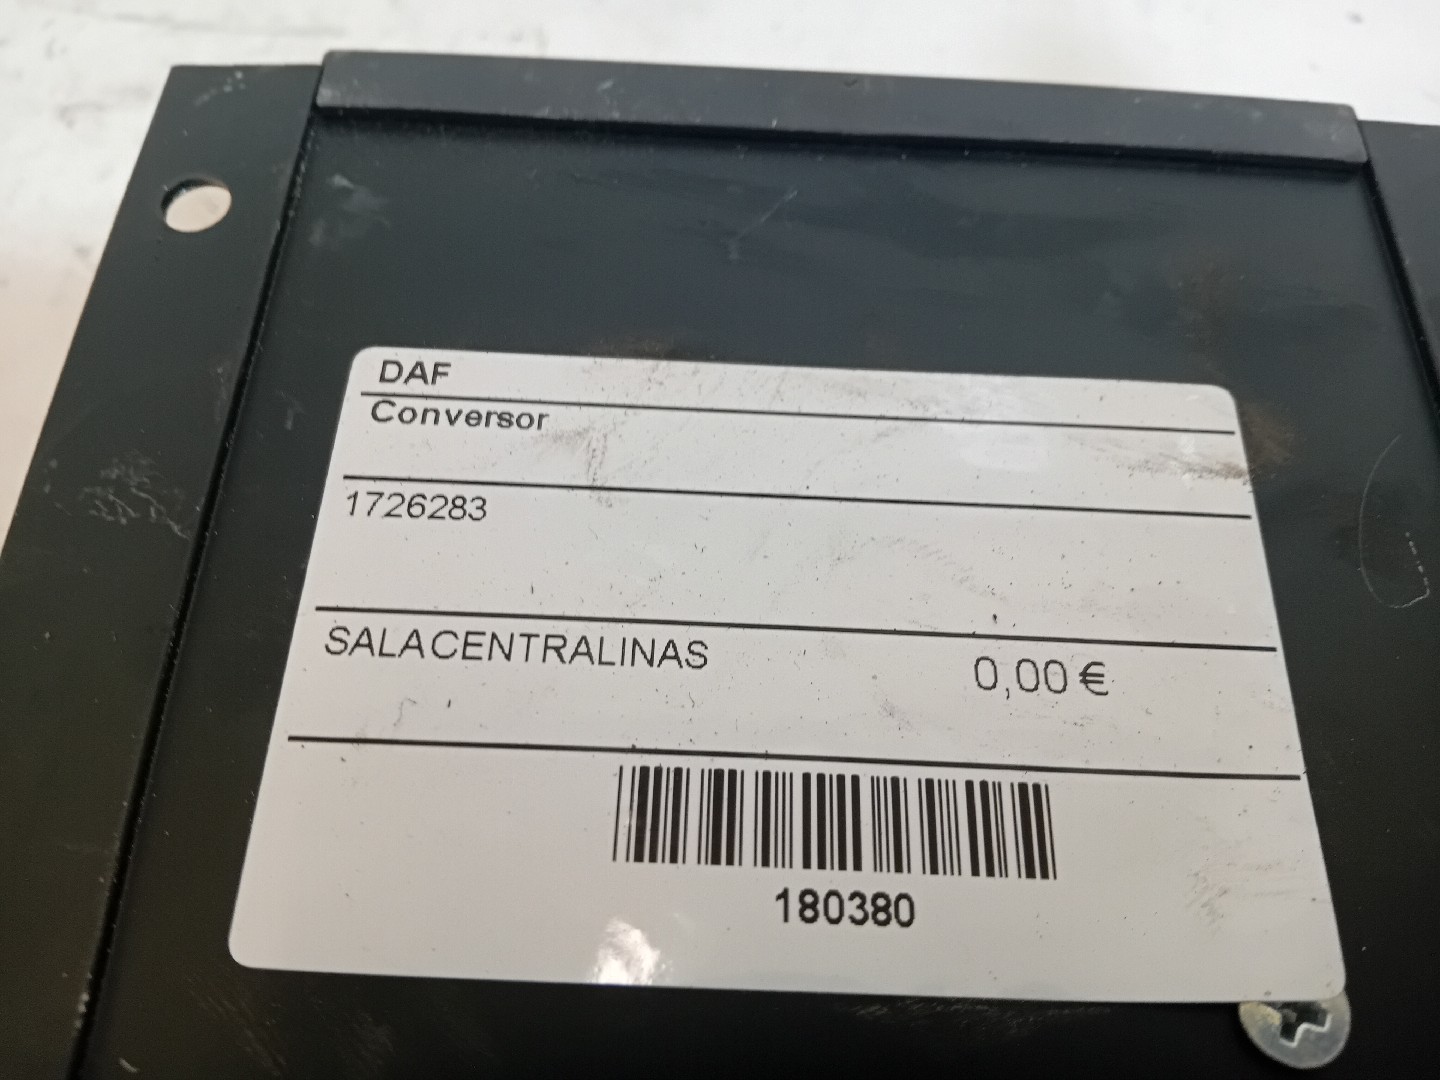 DAF
Conversor
1726283
SALACENTRALINAS 0,00 €
180380